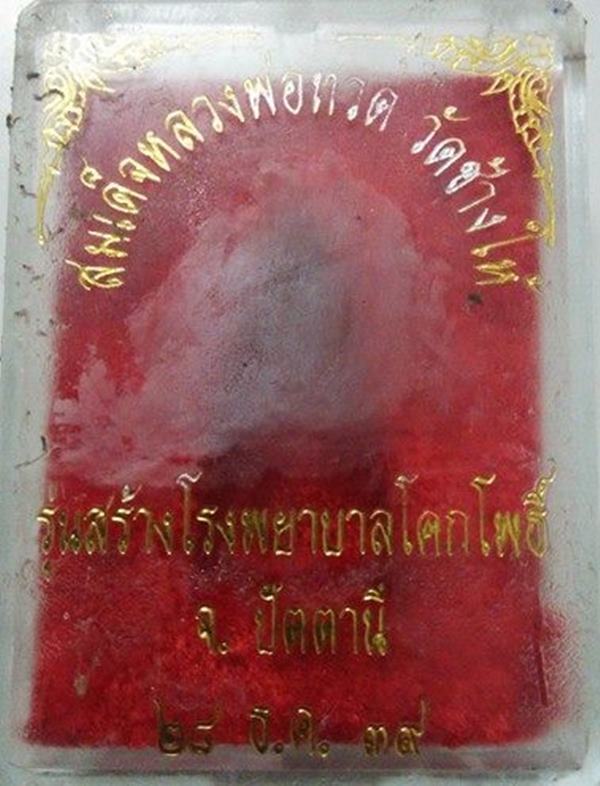 สมเด็จหลวงพ่อทวด วัดช้างให้
รุ่นสร้างโรงพยาบาลโคกโพธิ์
จ. ปัตตานี
๒๘ ธ.ค. ๓๙